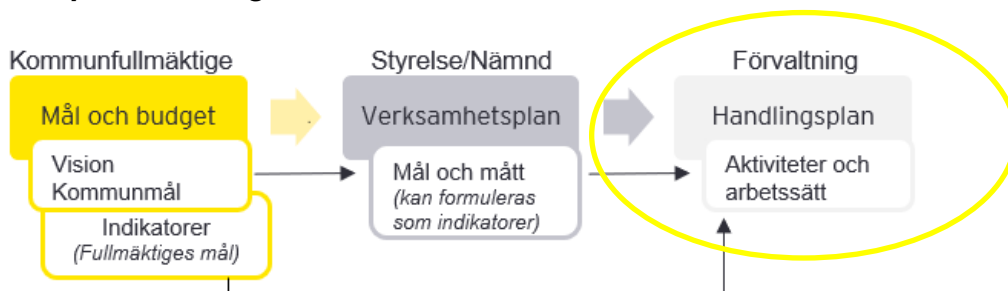 Kommunfullmäktige
Mål och budget
Vision
Kommunmål
Indikatorer
(Fullmäktiges mål)
Styrelse/Nämnd
Verksamhetsplan
Mål och mått
(kan formuleras
som indikatorer)
Förvaltning
Handlingsplan
Aktiviteter och
arbetssätt